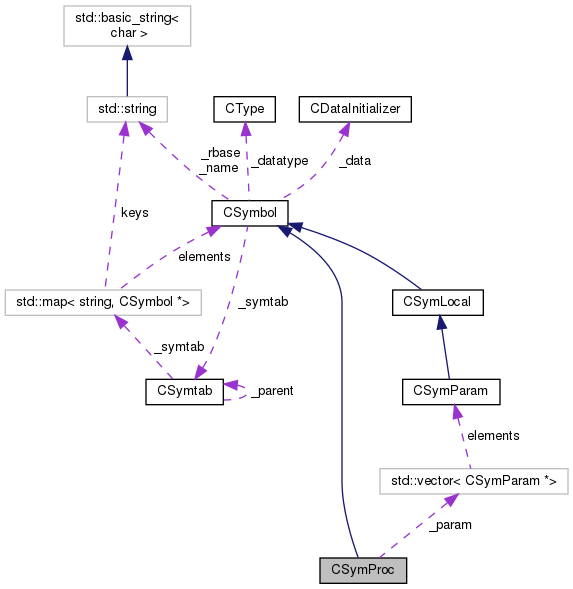 std::basic_string<
char >
std::string
CType
CDataInitializer
_rbase
_name
_datatype
_data
keys
CSymbol
elements
_symtab
std::map< string, CSymbol *>
CSymLocal
_symtab
CSymtab
_parent
CSymParam
elements
std::vector< CSymParam *>
_param
CSymProc